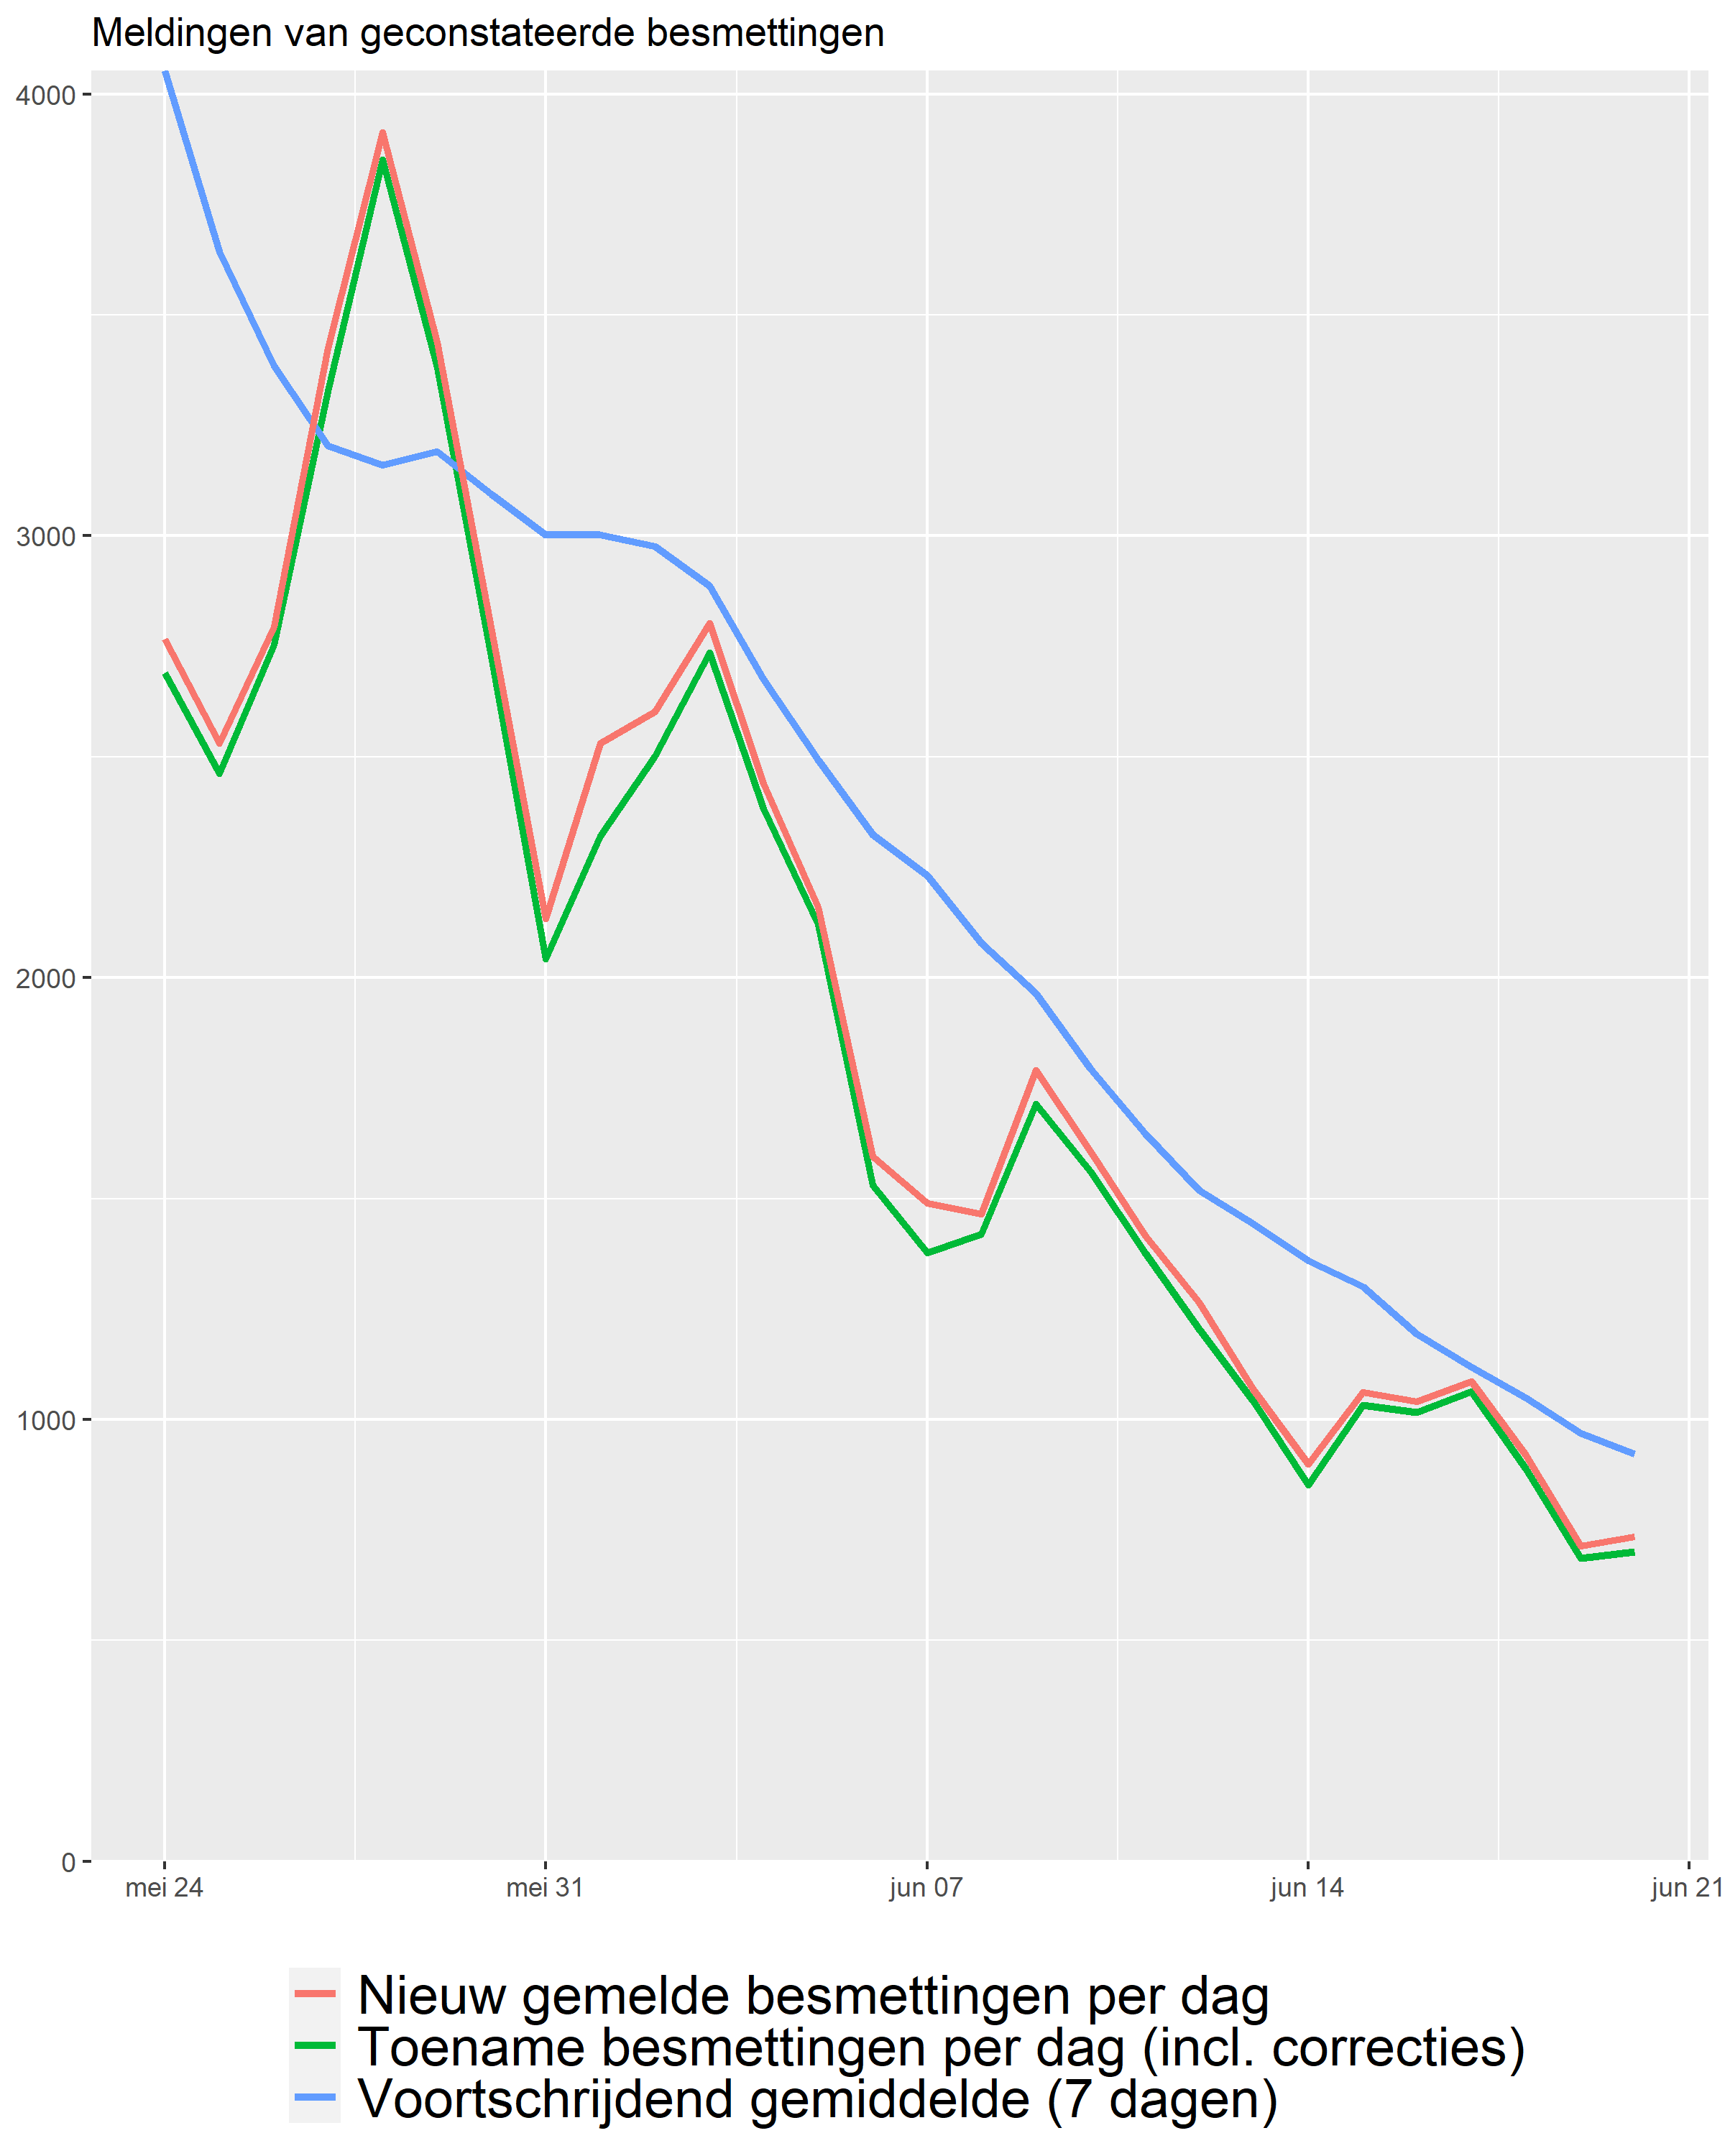 Meldingen van geconstateerde besmettingen
4000
3000
2000
1000
0
mei 24 mei 31 jun 07 jun 14 jun 21
Nieuw gemelde besmettingen per dag
Toename besmettingen per dag (incl. correcties)
Voortschrijdend gemiddelde (7 dagen)